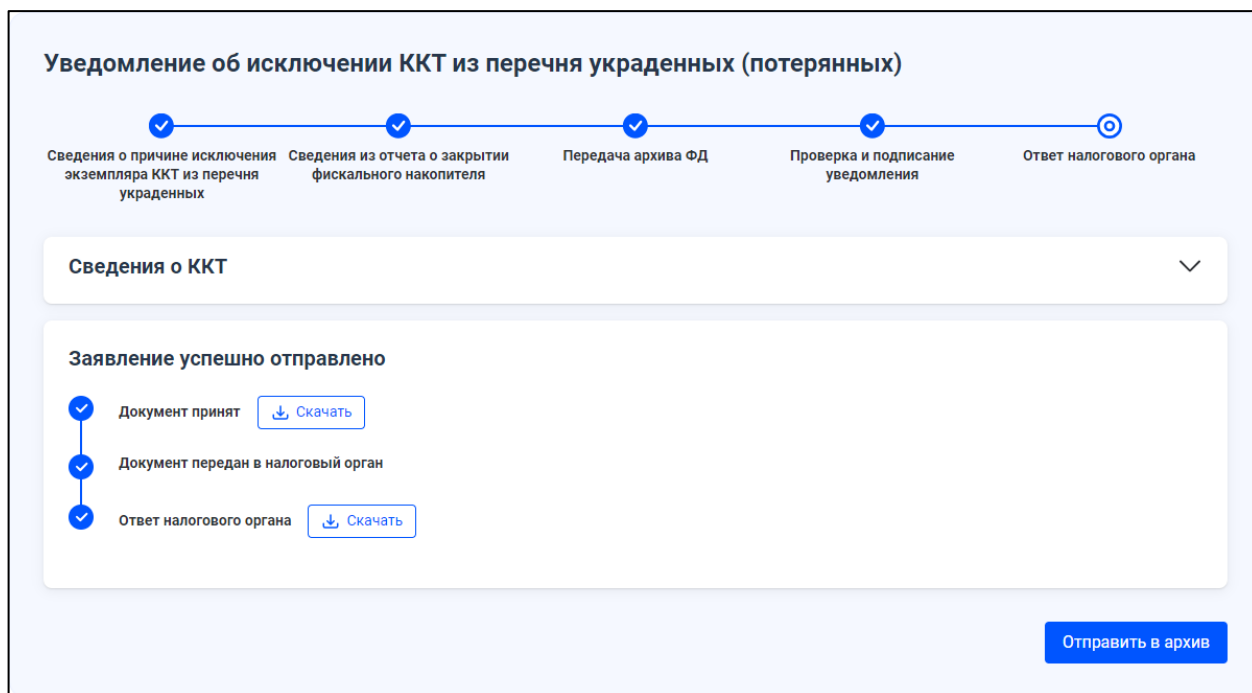 Уведомление об исключении ККТ из перечня украденных (потерянных)
Сведения о причине исключения
экземпляра ККТ из перечня
украденных
Сведения из отчета о закрытии
фискального накопителя
Передача архива ФД
Проверка и подписание
уведомления
Ответ налогового органа
Сведения о ККТ
Заявление успешно отправлено
Документ принят Скачать
Документ передан в налоговый орган
Ответ налогового органа Скачать
Отправить в архив